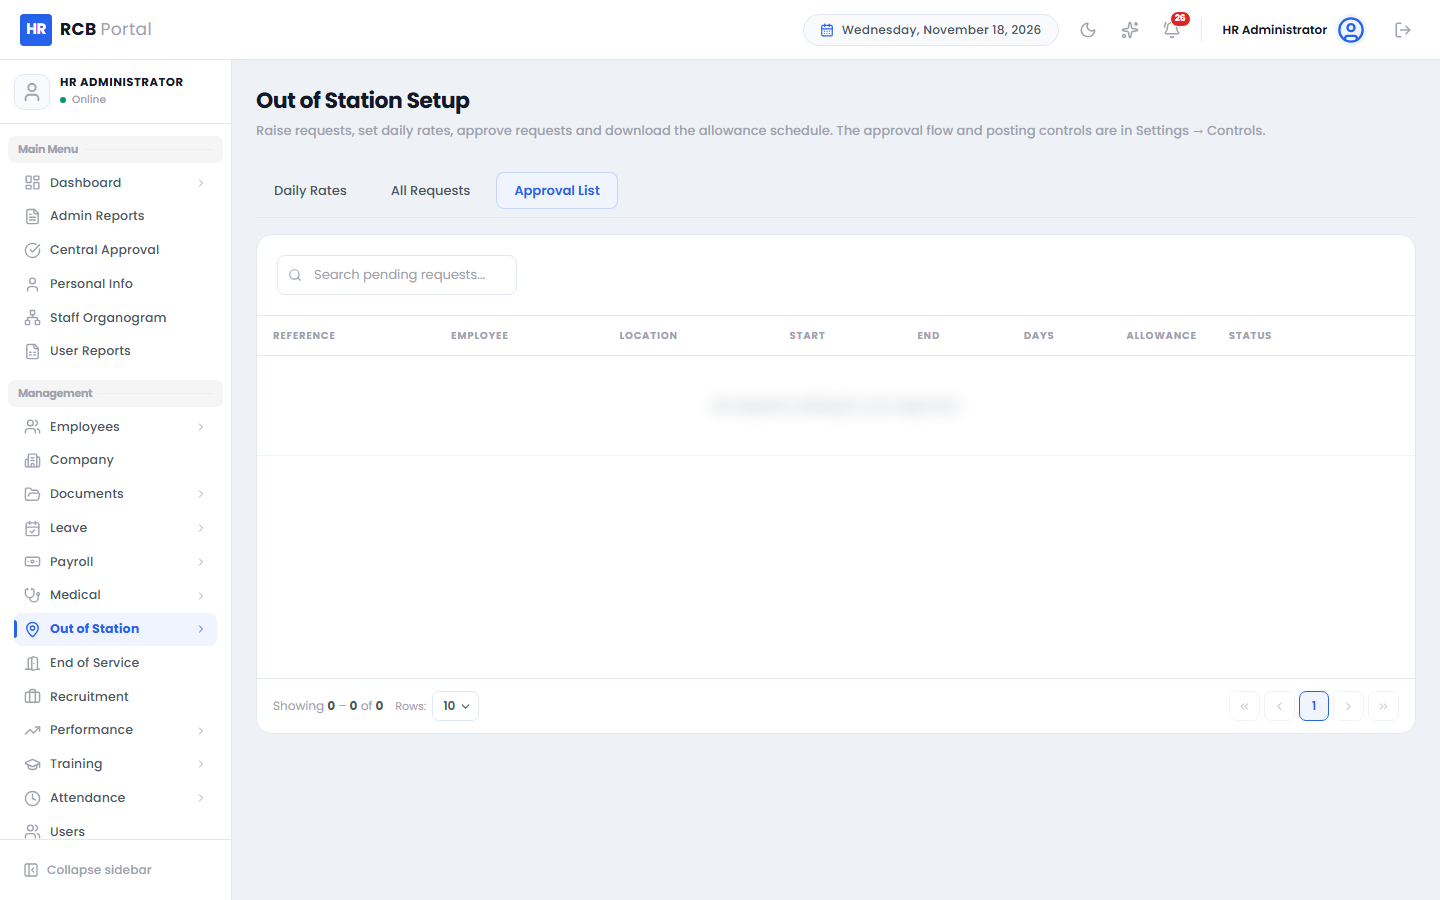 HR RCB Portal
Wednesday, November 18, 2026
26
HR Administrator
HR ADMINISTRATOR
Online
Main Menu
Dashboard
Admin Reports
Central Approval
Personal Info
Staff Organogram
User Reports
Management
Employees
Company
Documents
Leave
Payroll
Medical
Out of Station
End of Service
Recruitment
Performance
Training
Attendance
Users
Collapse sidebar
Out of Station Setup
Raise requests, set daily rates, approve requests and download the allowance schedule. The approval flow and posting controls are in Settings → Controls.
Daily Rates
All Requests
Approval List
Search pending requests...
REFERENCE EMPLOYEE LOCATION START END DAYS ALLOWANCE STATUS
Showing 0 – 0 of 0 Rows: 10
« ‹ 1 › »